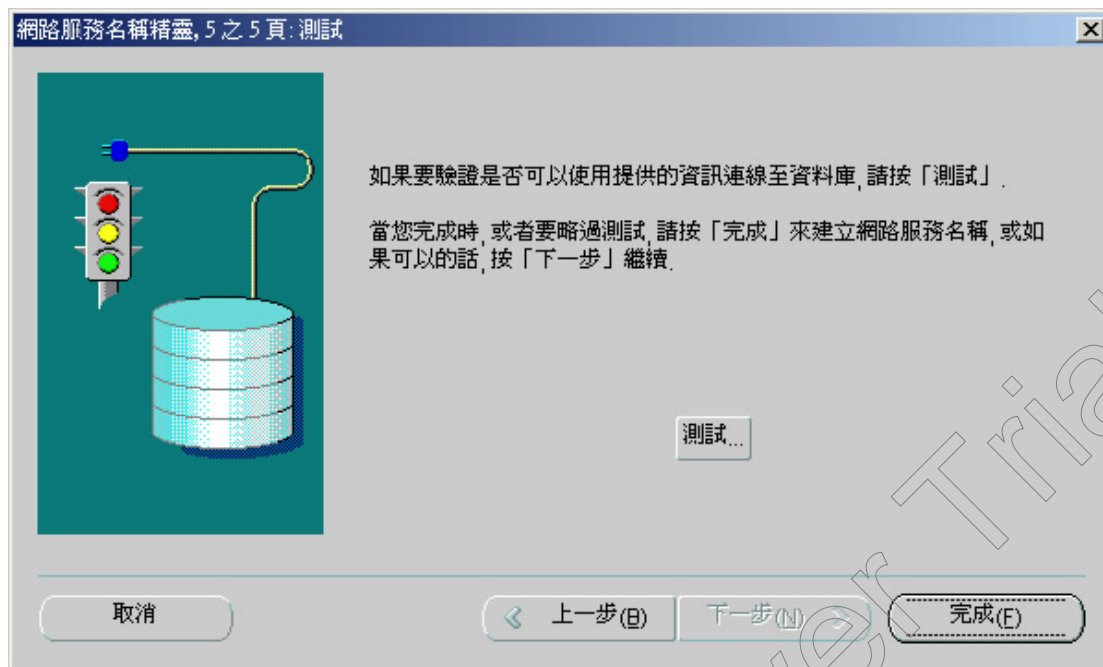 網路服務名稱精靈, 5 之 5 頁: 測試
如果要驗證是否可以使用提供的資訊連線至資料庫, 請按「測試」.
當您完成時, 或者要略過測試, 請按「完成」來建立網路服務名稱, 或如
果可以的話, 按「下一步」繼續.
測試...
取消
上一步(B)
下一步(N)
完成(F)
ver Trial